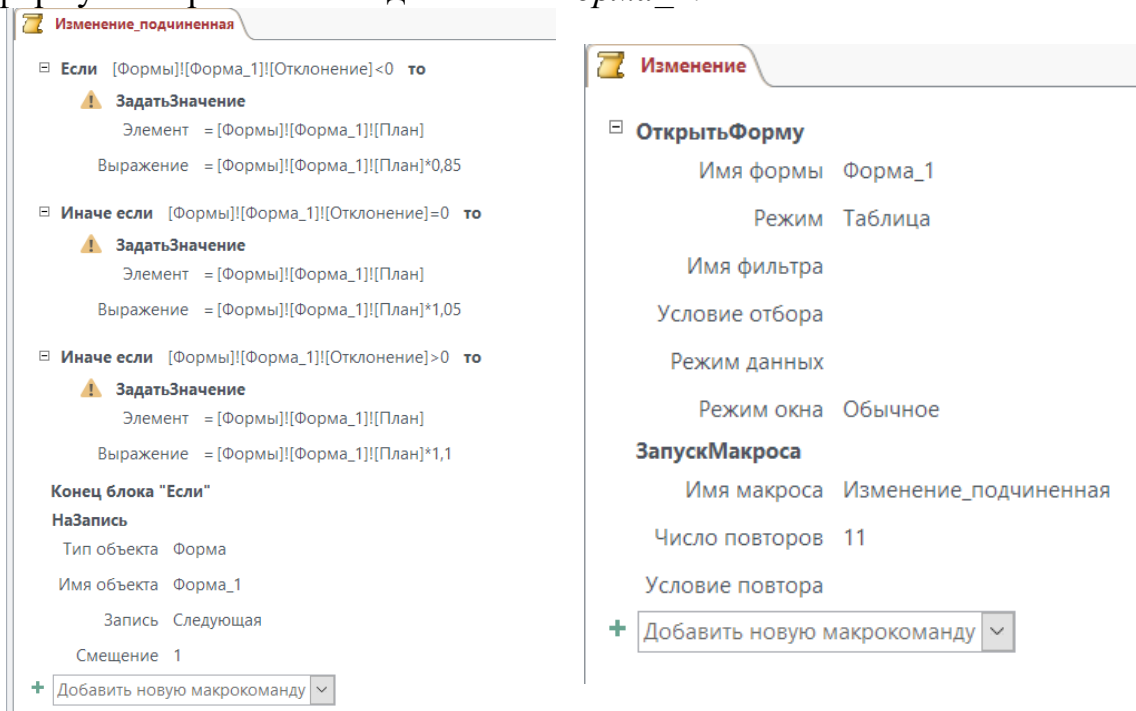 Изменение_подчиненная
Если [Формы]![Форма_1]![Отклонение]<0 то
ЗадатьЗначение
Элемент = [Формы]![Форма_1]![План]
Выражение = [Формы]![Форма_1]![План]*0,85
Иначе если [Формы]![Форма_1]![Отклонение]=0 то
ЗадатьЗначение
Элемент = [Формы]![Форма_1]![План]
Выражение = [Формы]![Форма_1]![План]*1,05
Иначе если [Формы]![Форма_1]![Отклонение]>0 то
ЗадатьЗначение
Элемент = [Формы]![Форма_1]![План]
Выражение = [Формы]![Форма_1]![План]*1,1
Конец блока "Если"
НаЗапись
Тип объекта Форма
Имя объекта Форма_1
Запись Следующая
Смещение 1
Добавить новую макрокоманду
Изменение
ОткрытьФорму
Имя формы Форма_1
Режим Таблица
Имя фильтра
Условие отбора
Режим данных
Режим окна Обычное
ЗапускМакроса
Имя макроса Изменение_подчиненная
Число повторов 11
Условие повтора
Добавить новую макрокоманду